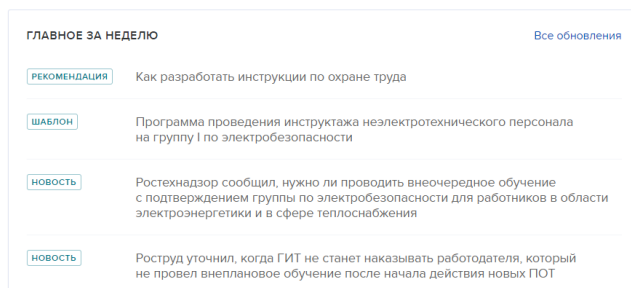 ГЛАВНОЕ ЗА НЕДЕЛЮ
Все обновления
РЕКОМЕНДАЦИЯ
Как разработать инструкции по охране труда
ШАБЛОН
Программа проведения инструктажа неэлектротехнического персонала
на группу I по электробезопасности
НОВОСТЬ
Ростехнадзор сообщил, нужно ли проводить внеочередное обучение
с подтверждением группы по электробезопасности для работников в области
электроэнергетики и в сфере теплоснабжения
НОВОСТЬ
Роструд уточнил, когда ГИТ не станет наказывать работодателя, который
не провел внеплановое обучение после начала действия новых ПОТ